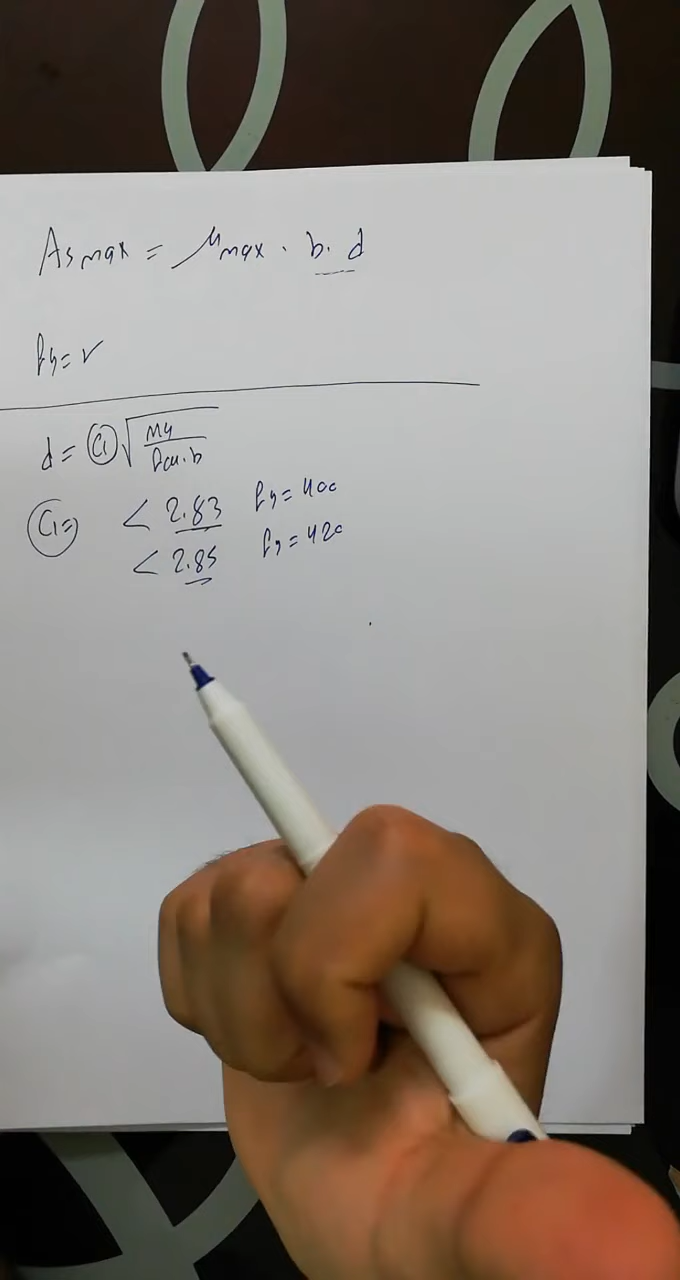 As max = μmax . b. d
fy = √
d = C1 √ Mu / fcu.b
C1 => < 2.83 fy = 400
< 2.85 fy = 420